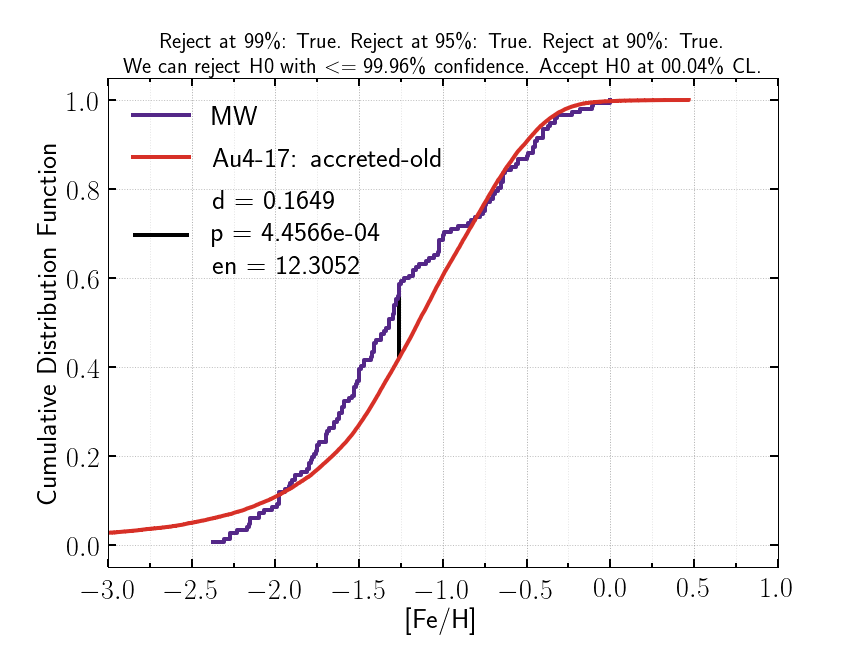 Reject at 99%: True. Reject at 95%: True. Reject at 90%: True.
We can reject H0 with <= 99.96% confidence. Accept H0 at 00.04% CL.
MW
Au4-17: accreted-old
d = 0.1649
p = 4.4566e-04
en = 12.3052
Cumulative Distribution Function
1.0
0.8
0.6
0.4
0.2
0.0
−3.0 −2.5 −2.0 −1.5 −1.0 −0.5 0.0 0.5 1.0
[Fe/H]